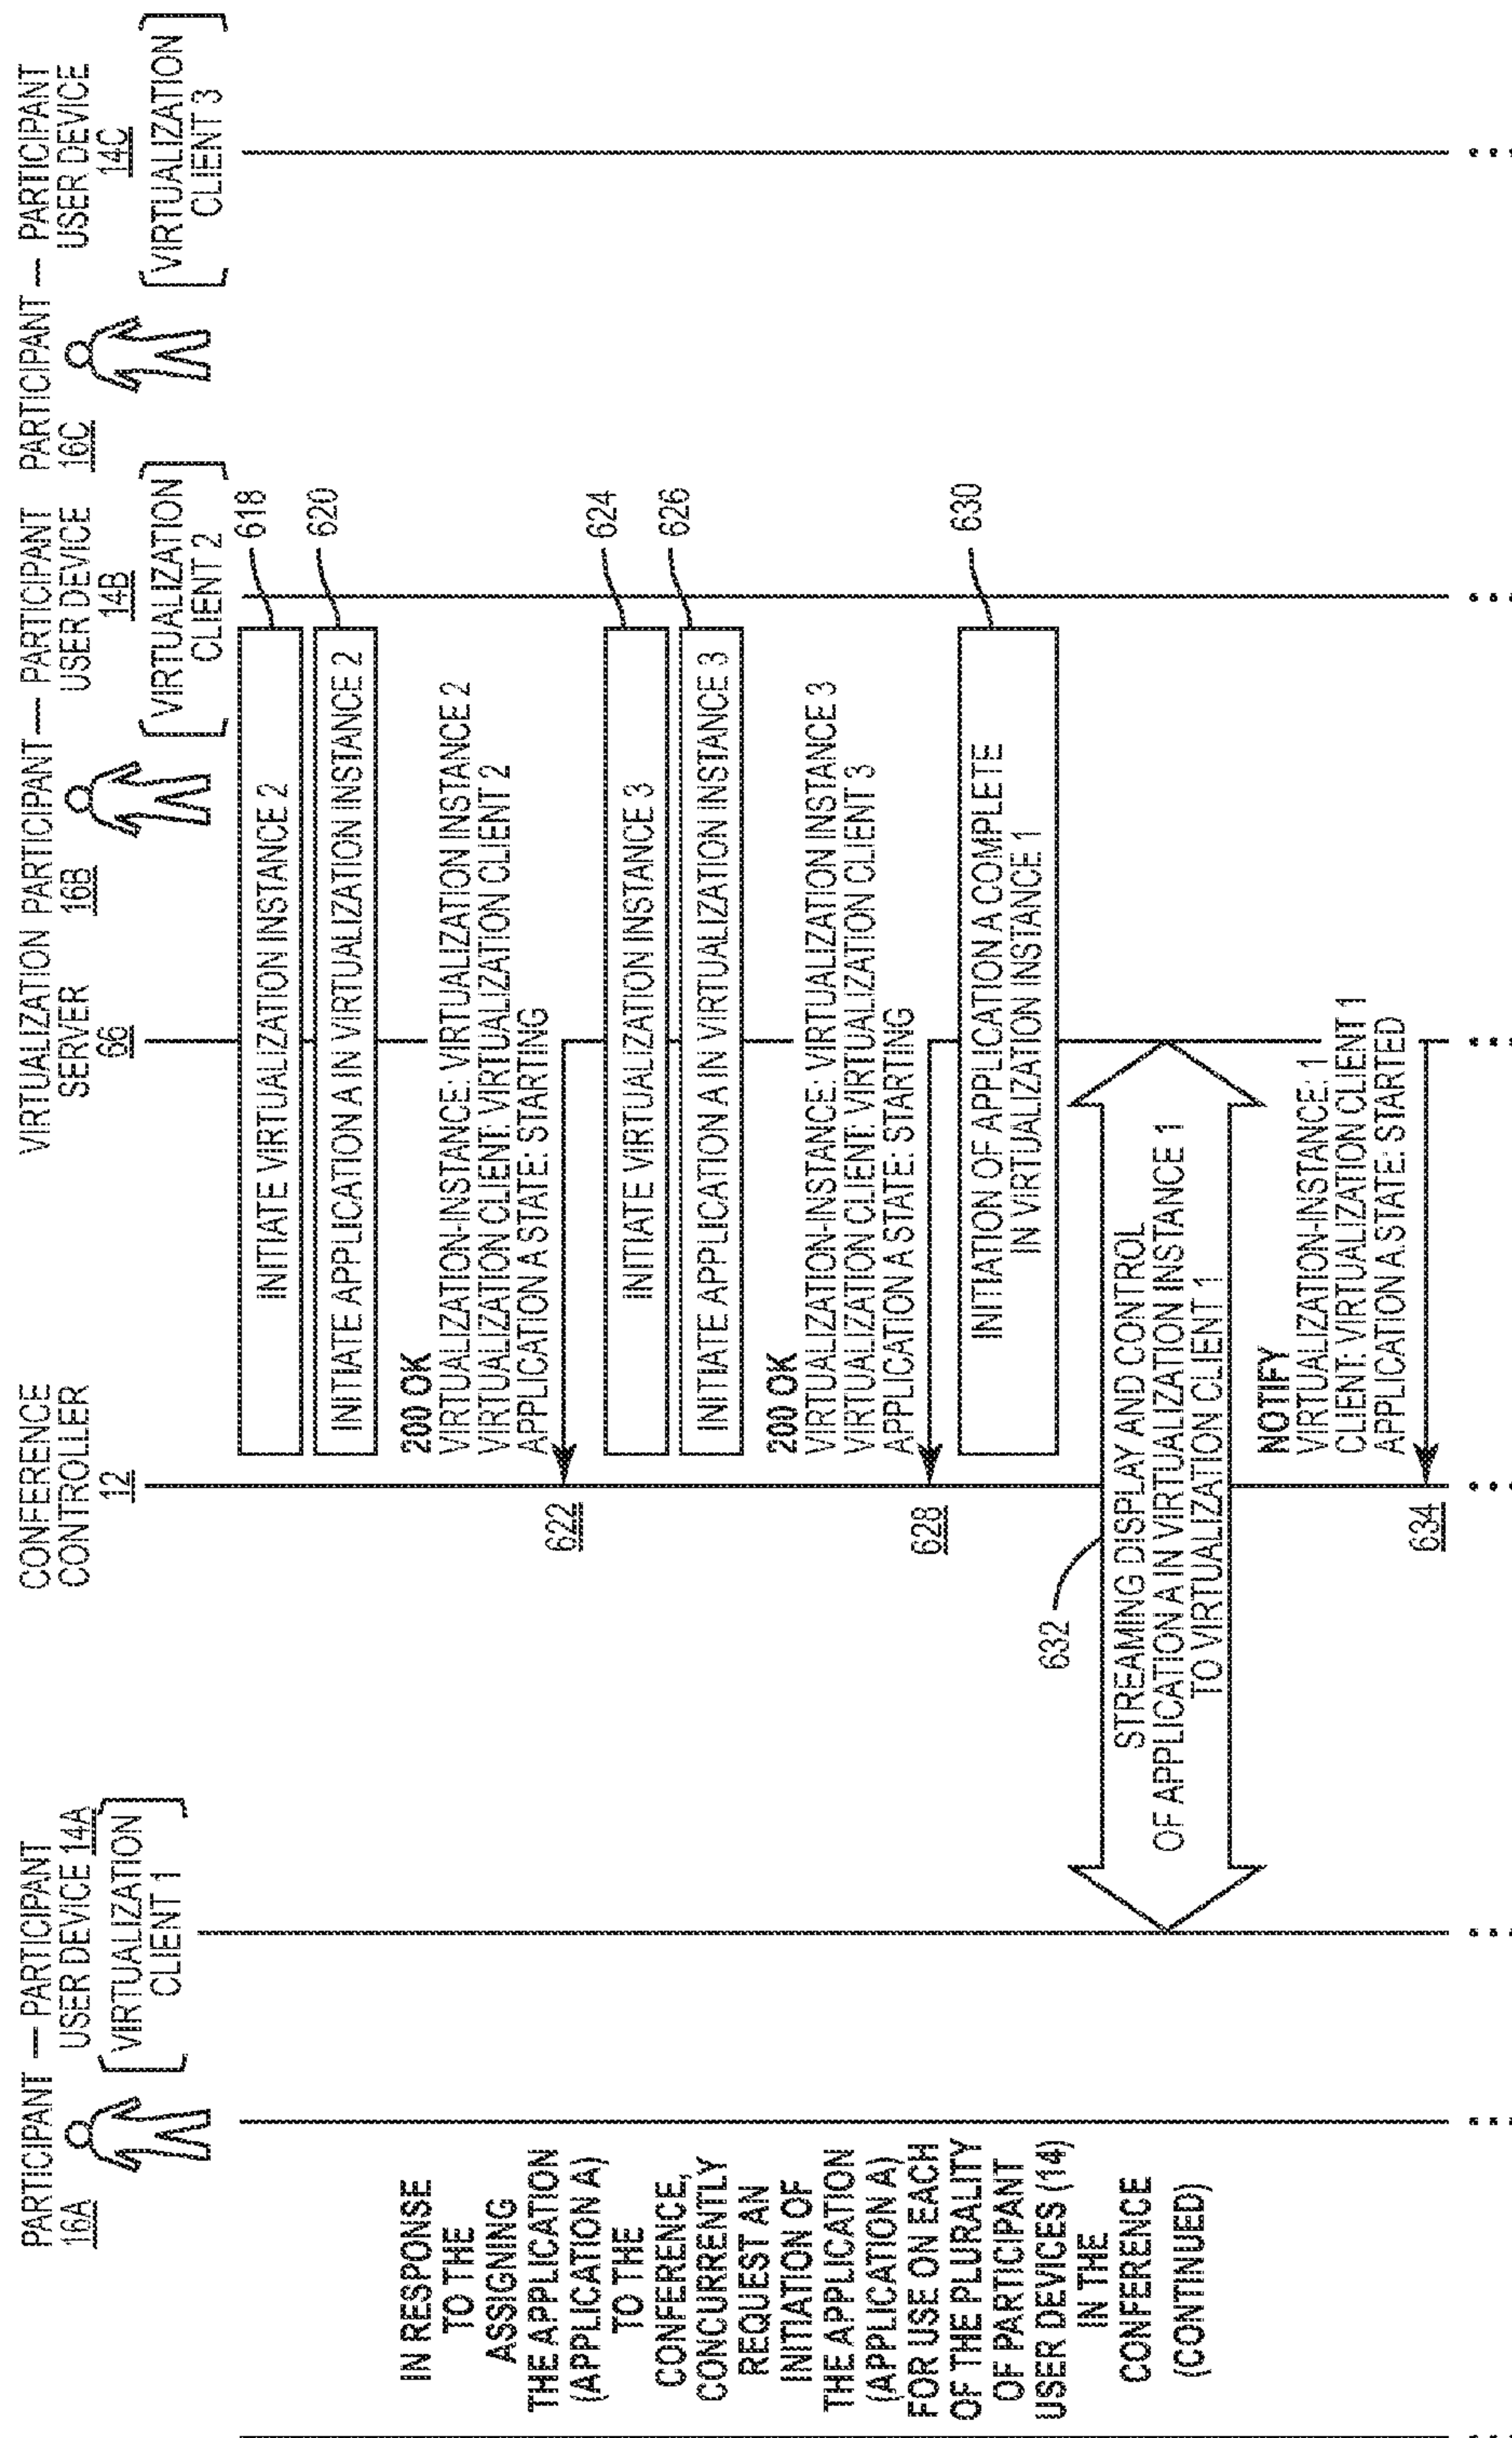 PARTICIPANT — PARTICIPANT
16A
USER DEVICE 14A
VIRTUALIZATION
CLIENT 1
CONFERENCE
CONTROLLER
12
VIRTUALIZATION
SERVER
66
PARTICIPANT — PARTICIPANT
16B
USER DEVICE
14B
VIRTUALIZATION
CLIENT 2
PARTICIPANT — PARTICIPANT
16C
USER DEVICE
14C
VIRTUALIZATION
CLIENT 3
IN RESPONSE
TO THE
ASSIGNING
THE APPLICATION
(APPLICATION A)
TO THE
CONFERENCE,
CONCURRENTLY
REQUEST AN
INITIATION OF
THE APPLICATION
(APPLICATION A)
FOR USE ON EACH
OF THE PLURALITY
OF PARTICIPANT
USER DEVICES (14)
IN THE
CONFERENCE
(CONTINUED)
INITIATE VIRTUALIZATION INSTANCE 2
618
INITIATE APPLICATION A IN VIRTUALIZATION INSTANCE 2
620
200 OK
VIRTUALIZATION-INSTANCE: VIRTUALIZATION INSTANCE 2
VIRTUALIZATION CLIENT: VIRTUALIZATION CLIENT 2
APPLICATION A STATE: STARTING
622
INITIATE VIRTUALIZATION INSTANCE 3
624
INITIATE APPLICATION A IN VIRTUALIZATION INSTANCE 3
626
200 OK
VIRTUALIZATION-INSTANCE: VIRTUALIZATION INSTANCE 3
VIRTUALIZATION CLIENT: VIRTUALIZATION CLIENT 3
APPLICATION A STATE: STARTING
628
INITIATION OF APPLICATION A COMPLETE
IN VIRTUALIZATION INSTANCE 1
630
632
STREAMING DISPLAY AND CONTROL
OF APPLICATION A IN VIRTUALIZATION INSTANCE 1
TO VIRTUALIZATION CLIENT 1
NOTIFY
VIRTUALIZATION-INSTANCE: 1
CLIENT: VIRTUALIZATION CLIENT 1
APPLICATION A STATE: STARTED
634